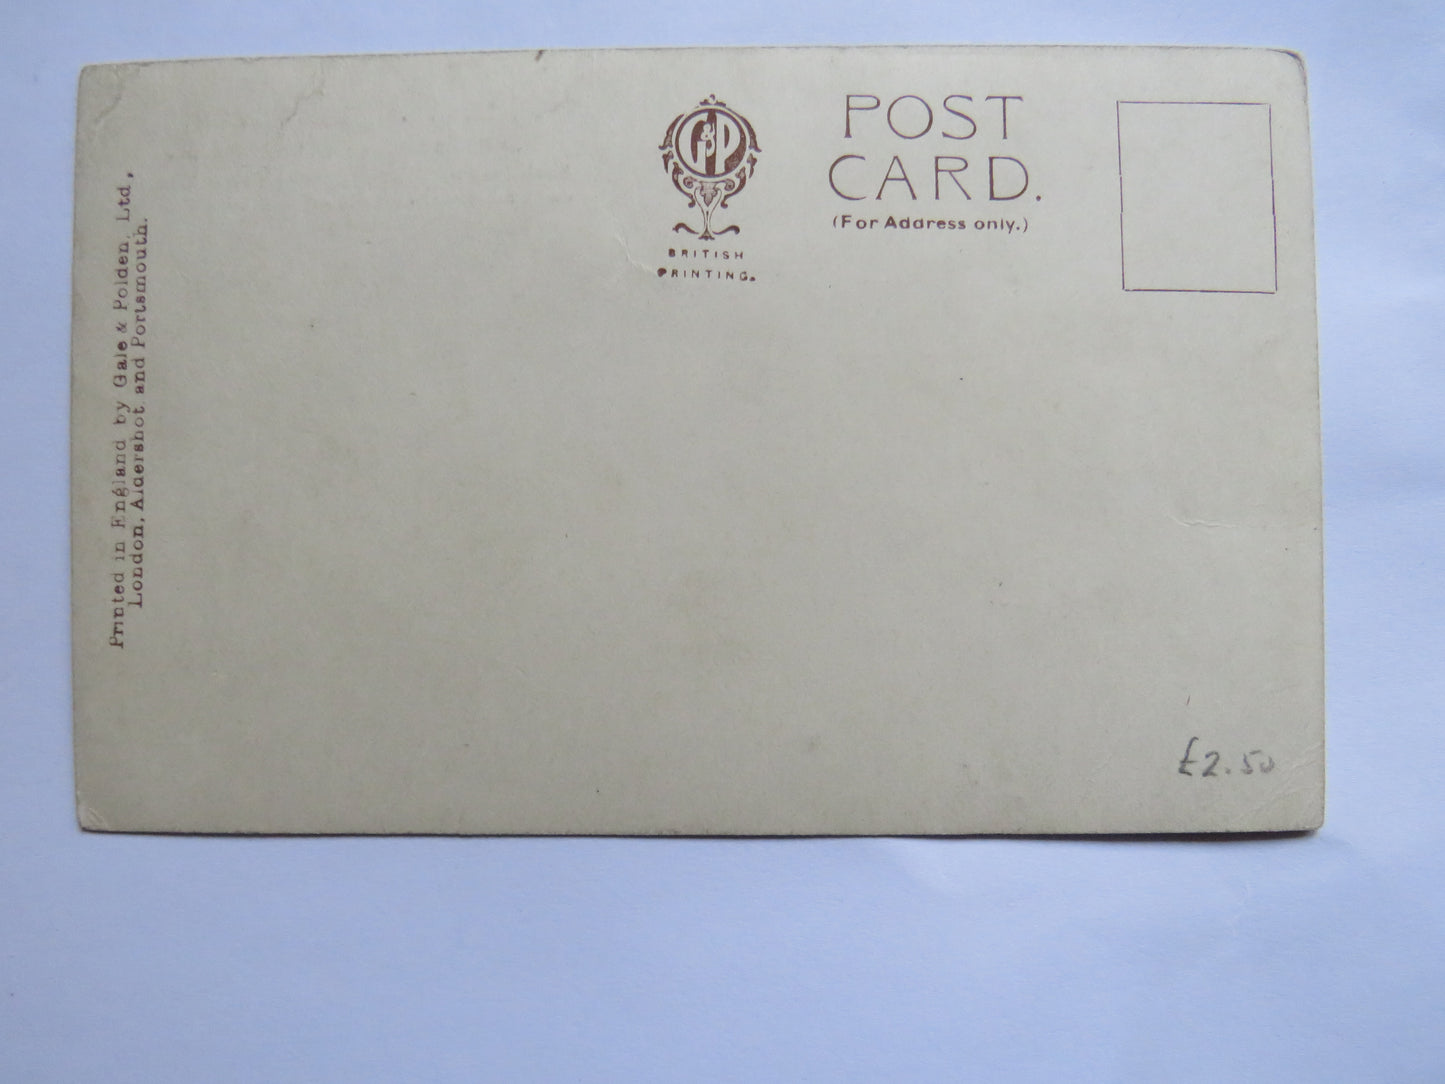 G&P
BRITISH
PRINTING.
POST
CARD.
(For Address only.)
Printed in England by Gale & Polden, Ltd.,
London, Aldershot and Portsmouth.
£2.50